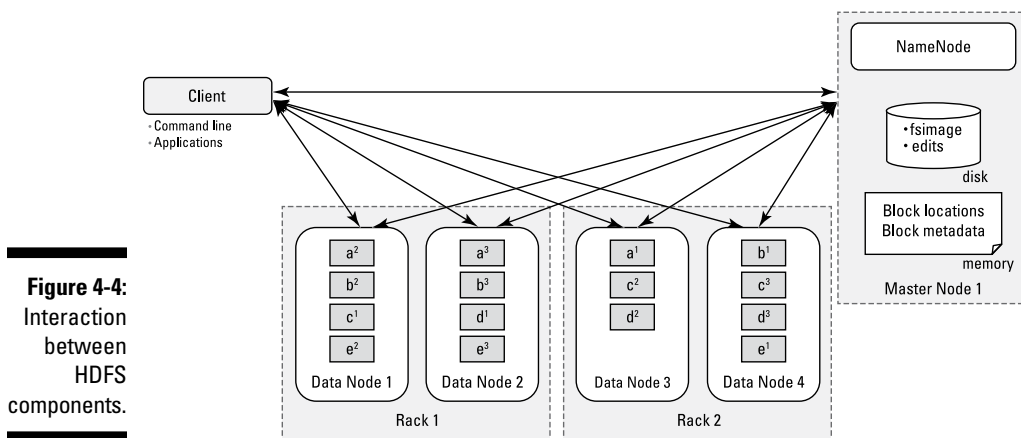 NameNode
Client
• Command line
• Applications
• fsimage
• edits
disk
Block locations
Block metadata
memory
Master Node 1
a²
b²
c¹
e²
Data Node 1
a³
b³
d¹
e³
Data Node 2
Rack 1
a¹
c²
d²
Data Node 3
b¹
c³
d³
e¹
Data Node 4
Rack 2
Figure 4-4:
Interaction
between
HDFS
components.